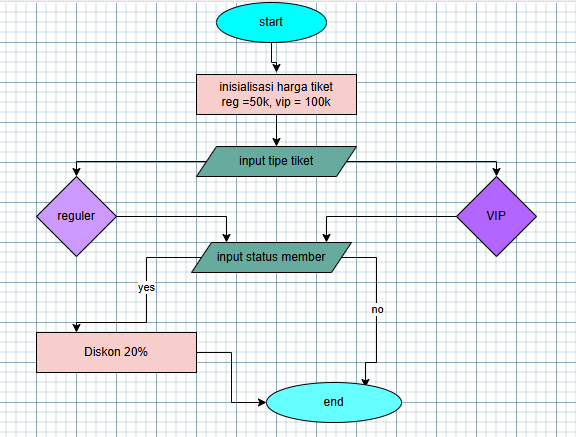 start
inisialisasi harga tiket
reg =50k, vip = 100k
input tipe tiket
reguler
VIP
input status member
yes
no
Diskon 20%
end